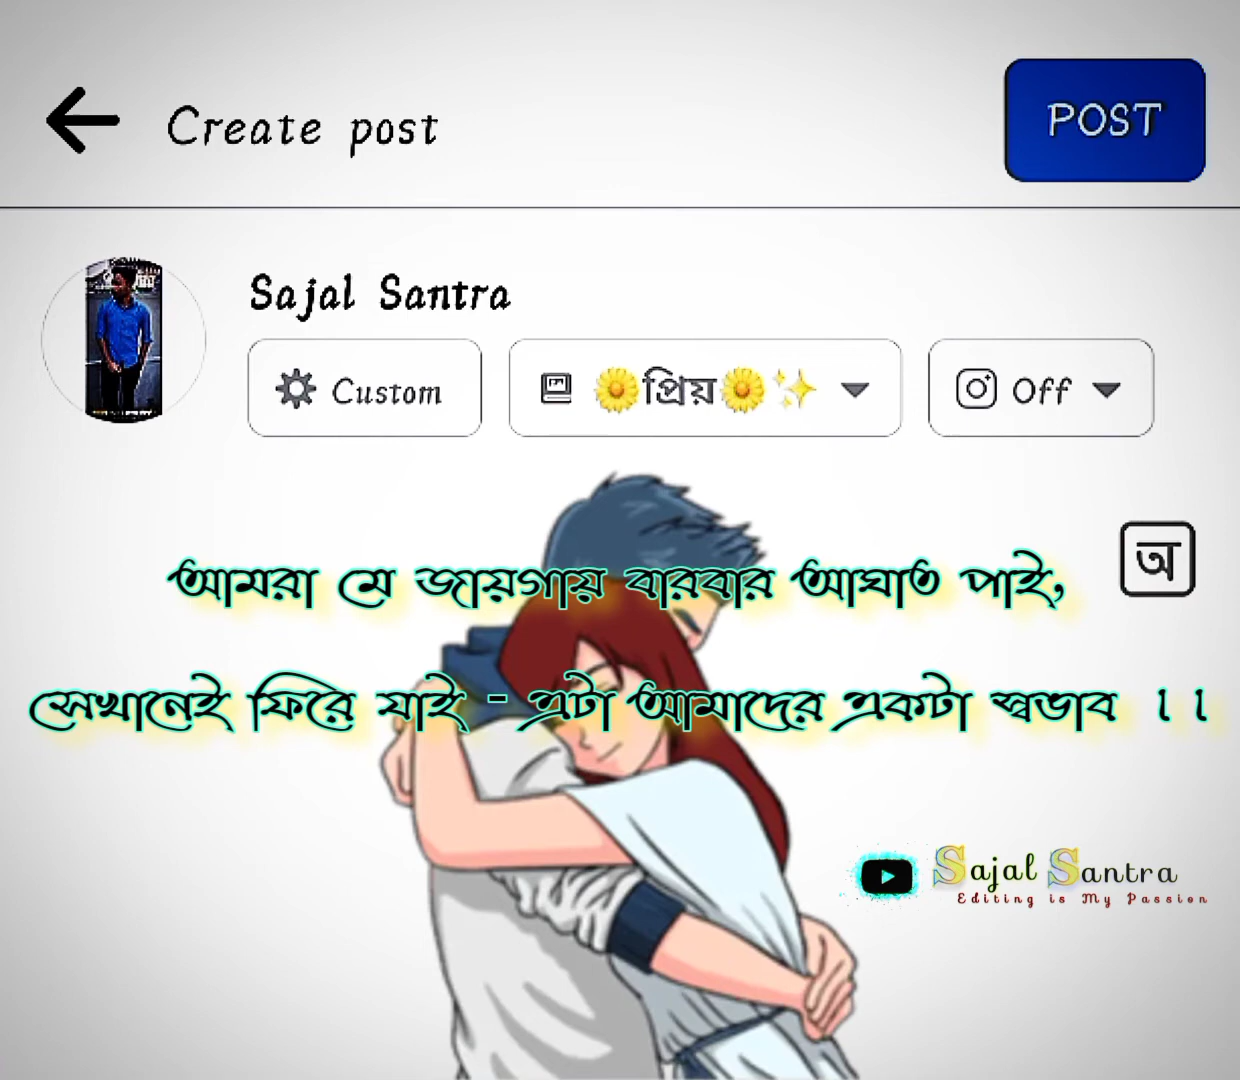 Create post
POST
Sajal Santra
Custom
🌼প্রিয়🌼✨
Off
অ
আমরা যে জায়গায় বারবার আঘাত পাই,
সেখানেই ফিরে যাই - এটা আমাদের একটা স্বভাব ।।
Sajal Santra
Editing is My Passion